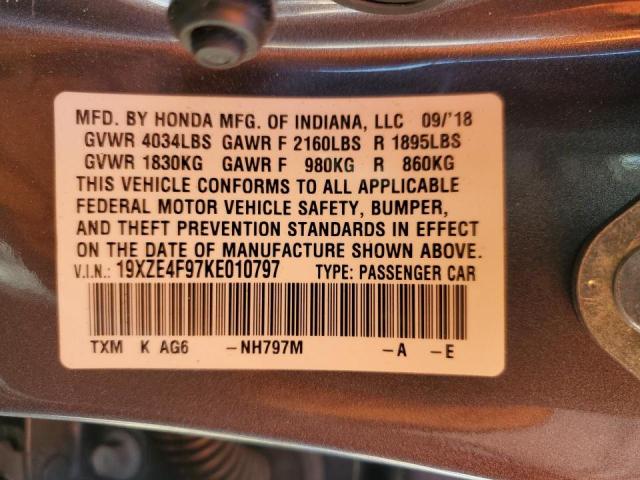 MFD. BY HONDA MFG. OF INDIANA, LLC 09/'18
GVWR 4034LBS GAWR F 2160LBS R 1895LBS
GVWR 1830KG GAWR F 980KG R 860KG
THIS VEHICLE CONFORMS TO ALL APPLICABLE
FEDERAL MOTOR VEHICLE SAFETY, BUMPER,
AND THEFT PREVENTION STANDARDS IN EFFECT
ON THE DATE OF MANUFACTURE SHOWN ABOVE.
V.I.N.: 19XZE4F97KE010797 TYPE: PASSENGER CAR
TXM K AG6 -NH797M -A -E